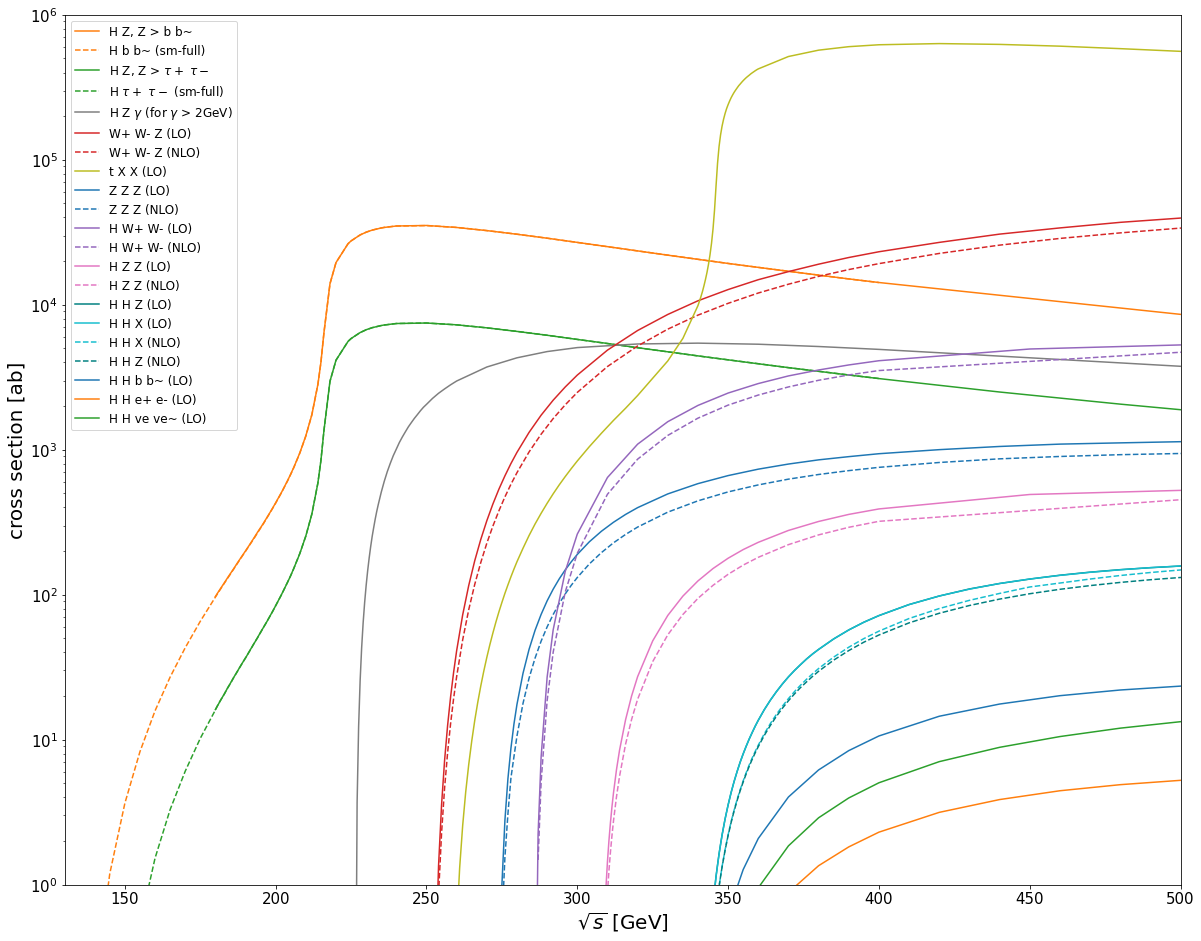 10^6
H Z, Z > b b~
H b b~ (sm-full)
H Z, Z > τ + τ −
H τ + τ − (sm-full)
H Z γ (for γ > 2GeV)
W+ W- Z (LO)
W+ W- Z (NLO)
t X X (LO)
Z Z Z (LO)
Z Z Z (NLO)
H W+ W- (LO)
H W+ W- (NLO)
H Z Z (LO)
H Z Z (NLO)
H H Z (LO)
H H X (LO)
H H X (NLO)
H H Z (NLO)
H H b b~ (LO)
H H e+ e- (LO)
H H ve ve~ (LO)
10^5
10^4
10^3
10^2
10^1
10^0
cross section [ab]
150 200 250 300 350 400 450 500
√s [GeV]